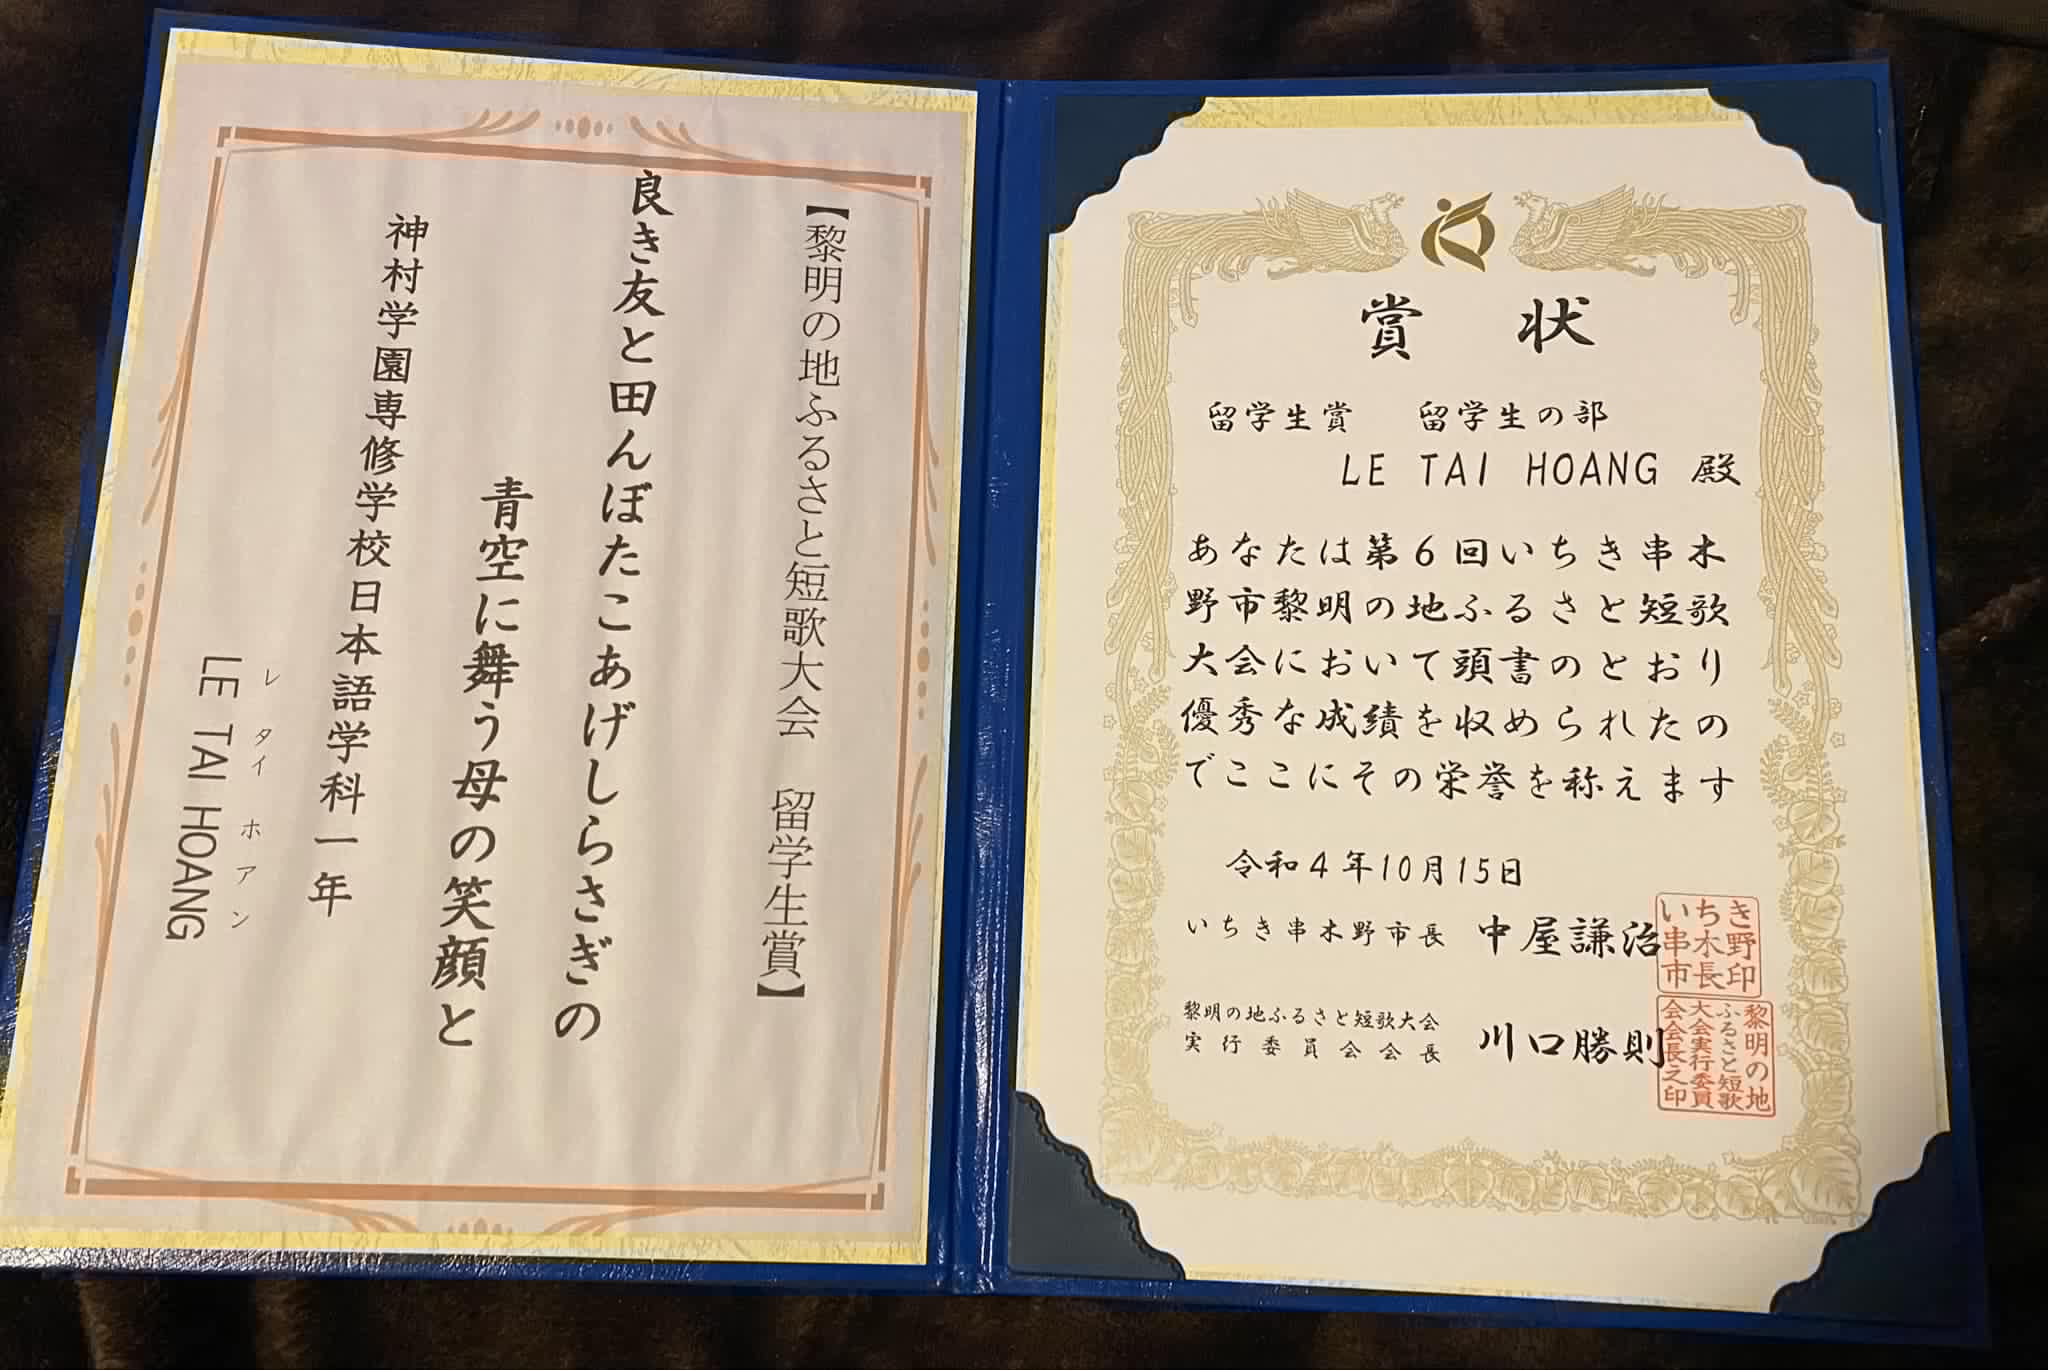 賞状
留学生賞 留学生の部
LE TAI HOANG 殿
あなたは第6回いちき串木
野市黎明の地ふるさと短歌
大会において頭書のとおり
優秀な成績を収められたの
でここにその栄誉を称えます
令和4年10月15日
いちき串木野市長 中屋謙治
き野印
ち木長
い串市
黎明の地ふるさと短歌大会
実行委員会会長 川口勝則
黎明の地
ふるさと短歌
大会実行委員
会会長之印
【黎明の地ふるさと短歌大会 留学生賞】
良き友と田んぼたこあげしらさぎの
青空に舞う母の笑顔と
神村学園専修学校日本語学科一年
レ タイ ホアン
LE TAI HOANG